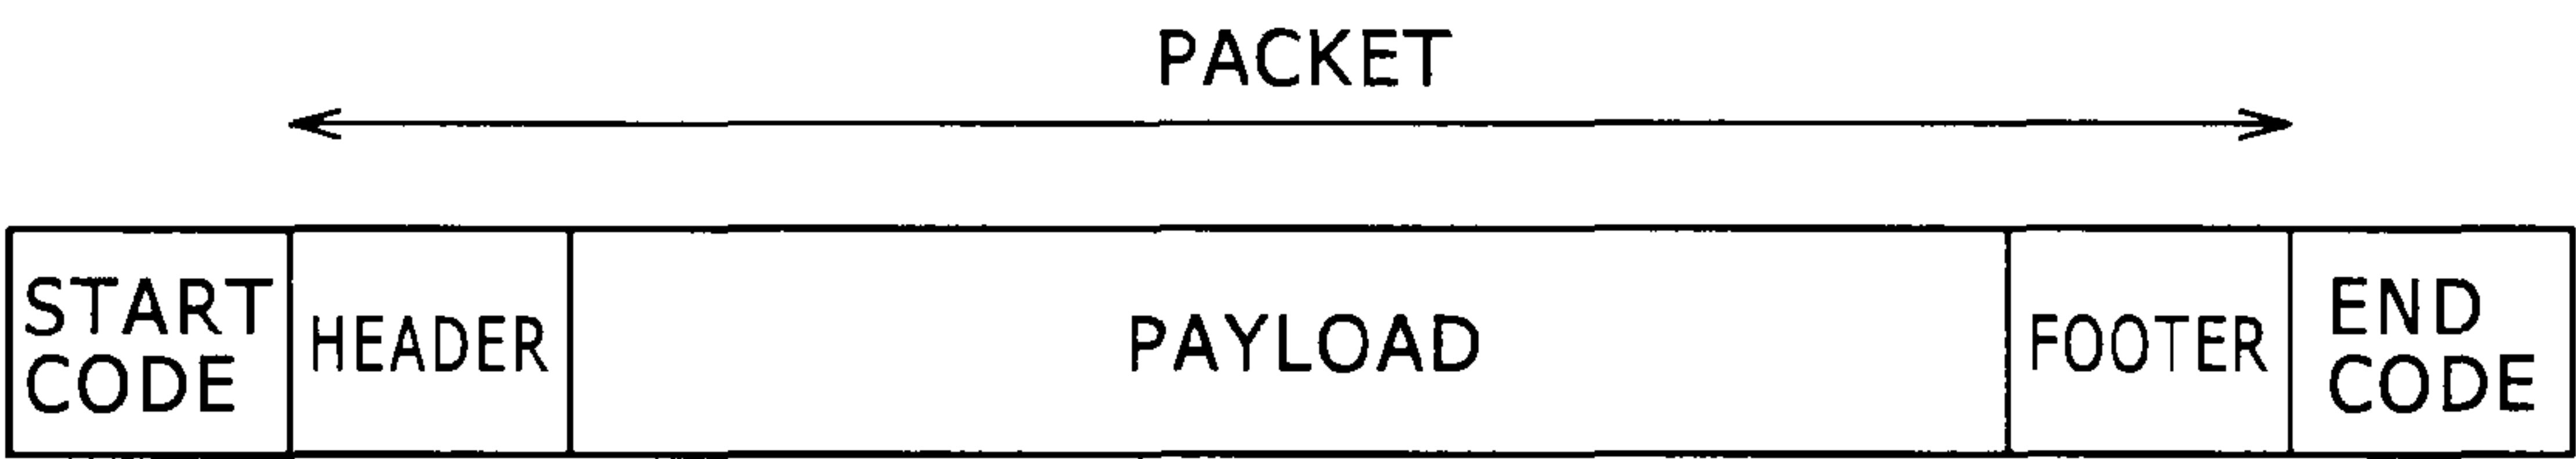 PACKET
START
CODE
HEADER
PAYLOAD
FOOTER
END
CODE